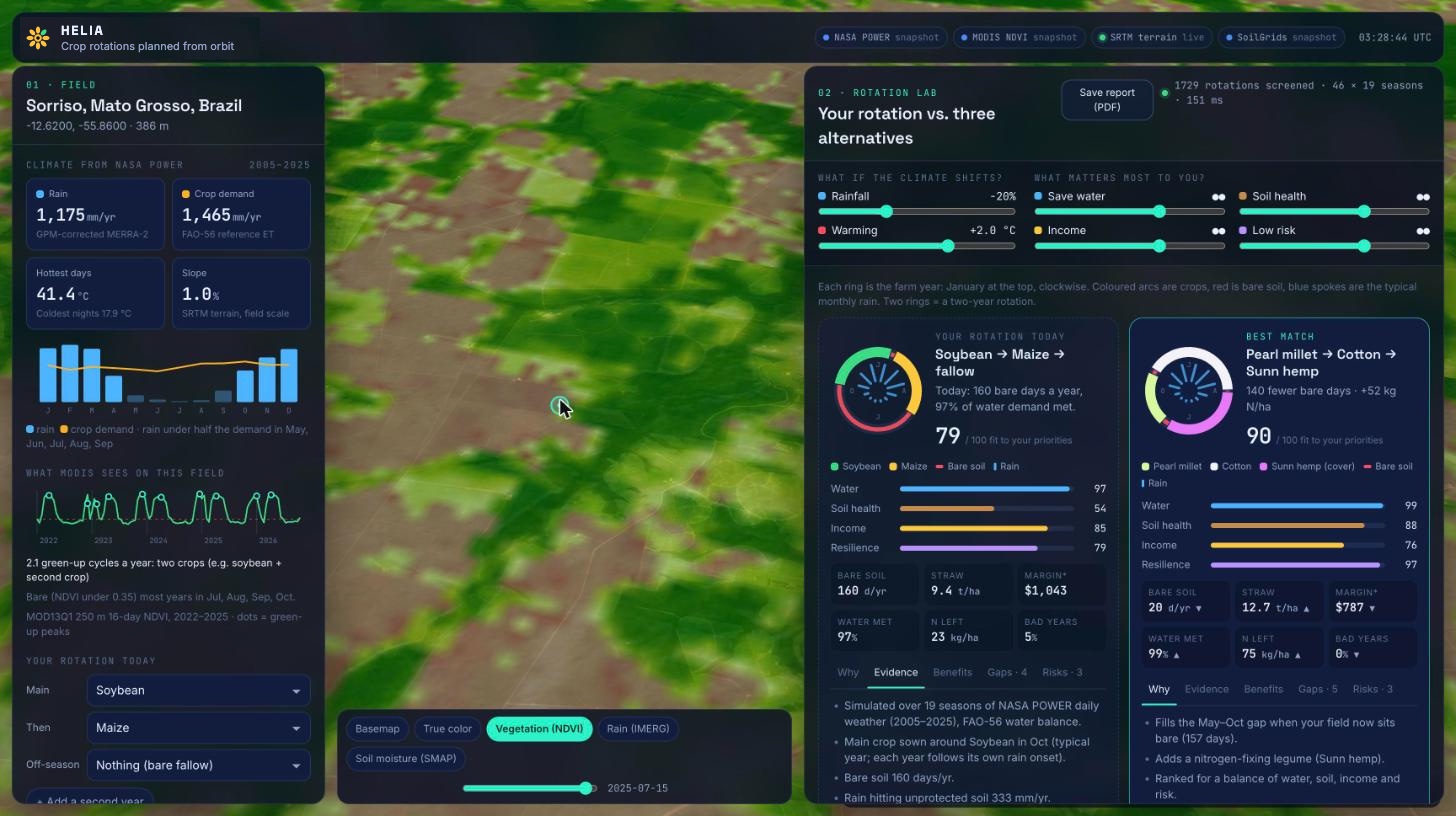 HELIA
Crop rotations planned from orbit
NASA POWER snapshot
MODIS NDVI snapshot
SRTM terrain live
SoilGrids snapshot
03:28:44 UTC
01 · FIELD
Sorriso, Mato Grosso, Brazil
-12.6200, -55.8600 · 386 m
CLIMATE FROM NASA POWER
2005–2025
Rain
1,175 mm/yr
GPM-corrected MERRA-2
Crop demand
1,465 mm/yr
FAO-56 reference ET
Hottest days
41.4 °C
Coldest nights 17.9 °C
Slope
1.0%
SRTM terrain, field scale
J F M A M J J A S O N D
rain crop demand · rain under half the demand in May,
Jun, Jul, Aug, Sep
WHAT MODIS SEES ON THIS FIELD
2022 2023 2024 2025 2026
2.1 green-up cycles a year: two crops (e.g. soybean +
second crop)
Bare (NDVI under 0.35) most years in Jul, Aug, Sep, Oct.
MOD13Q1 250 m 16-day NDVI, 2022–2025 · dots = green-
up peaks
YOUR ROTATION TODAY
Main
Soybean
Then
Maize
Off-season
Nothing (bare fallow)
+ Add a second year
Basemap
True color
Vegetation (NDVI)
Rain (IMERG)
Soil moisture (SMAP)
2025-07-15
02 · ROTATION LAB
Your rotation vs. three
alternatives
Save report
(PDF)
1729 rotations screened · 46 × 19 seasons
· 151 ms
WHAT IF THE CLIMATE SHIFTS?
Rainfall
-20%
Warming
+2.0 °C
WHAT MATTERS MOST TO YOU?
Save water
Soil health
Income
Low risk
Each ring is the farm year: January at the top, clockwise. Coloured arcs are crops, red is bare soil, blue spokes are the typical
monthly rain. Two rings = a two-year rotation.
YOUR ROTATION TODAY
Soybean → Maize →
fallow
Today: 160 bare days a year,
97% of water demand met.
79 / 100 fit to your priorities
J A J O
Soybean Maize Bare soil Rain
Water 97
Soil health 54
Income 85
Resilience 79
BARE SOIL
160 d/yr
STRAW
9.4 t/ha
MARGIN*
$1,043
WATER MET
97%
N LEFT
23 kg/ha
BAD YEARS
5%
Why Evidence Benefits Gaps · 4 Risks · 3
• Simulated over 19 seasons of NASA POWER daily
weather (2005–2025), FAO-56 water balance.
• Main crop sown around Soybean in Oct (typical
year; each year follows its own rain onset).
• Bare soil 160 days/yr.
• Rain hitting unprotected soil 333 mm/yr.
BEST MATCH
Pearl millet → Cotton →
Sunn hemp
140 fewer bare days · +52 kg
N/ha
90 / 100 fit to your priorities
J A J O
Pearl millet Cotton Sunn hemp (cover) Bare soil
Rain
Water 99
Soil health 88
Income 76
Resilience 97
BARE SOIL
20 d/yr ▼
STRAW
12.7 t/ha ▲
MARGIN*
$787 ▼
WATER MET
99% ▲
N LEFT
75 kg/ha ▲
BAD YEARS
0% ▼
Why Evidence Benefits Gaps · 5 Risks · 3
• Fills the May–Oct gap when your field now sits
bare (157 days).
• Adds a nitrogen-fixing legume (Sunn hemp).
• Ranked for a balance of water, soil, income and
risk.